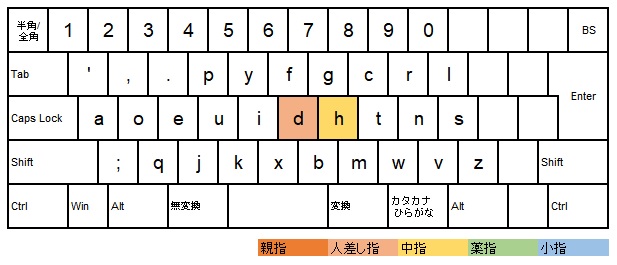 半角/全角 1 2 3 4 5 6 7 8 9 0 BS
Tab ' , . p y f g c r l Enter
Caps Lock a o e u i d h t n s
Shift ; q j k x b m w v z Shift
Ctrl Win Alt 無変換 変換 カタカナひらがな Alt Ctrl
親指 人差し指 中指 薬指 小指